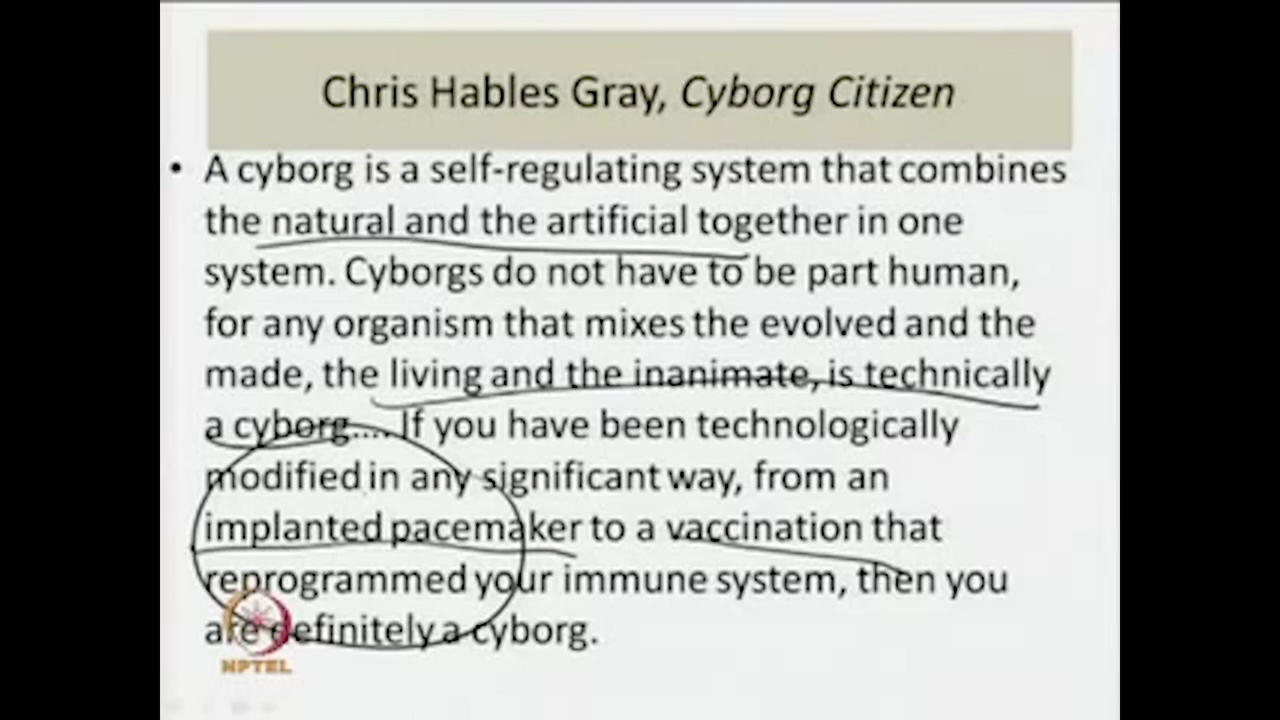 Chris Hables Gray, Cyborg Citizen
• A cyborg is a self-regulating system that combines
the natural and the artificial together in one
system. Cyborgs do not have to be part human,
for any organism that mixes the evolved and the
made, the living and the inanimate, is technically
a cyborg.... If you have been technologically
modified in any significant way, from an
implanted pacemaker to a vaccination that
reprogrammed your immune system, then you
are definitely a cyborg.
NPTEL